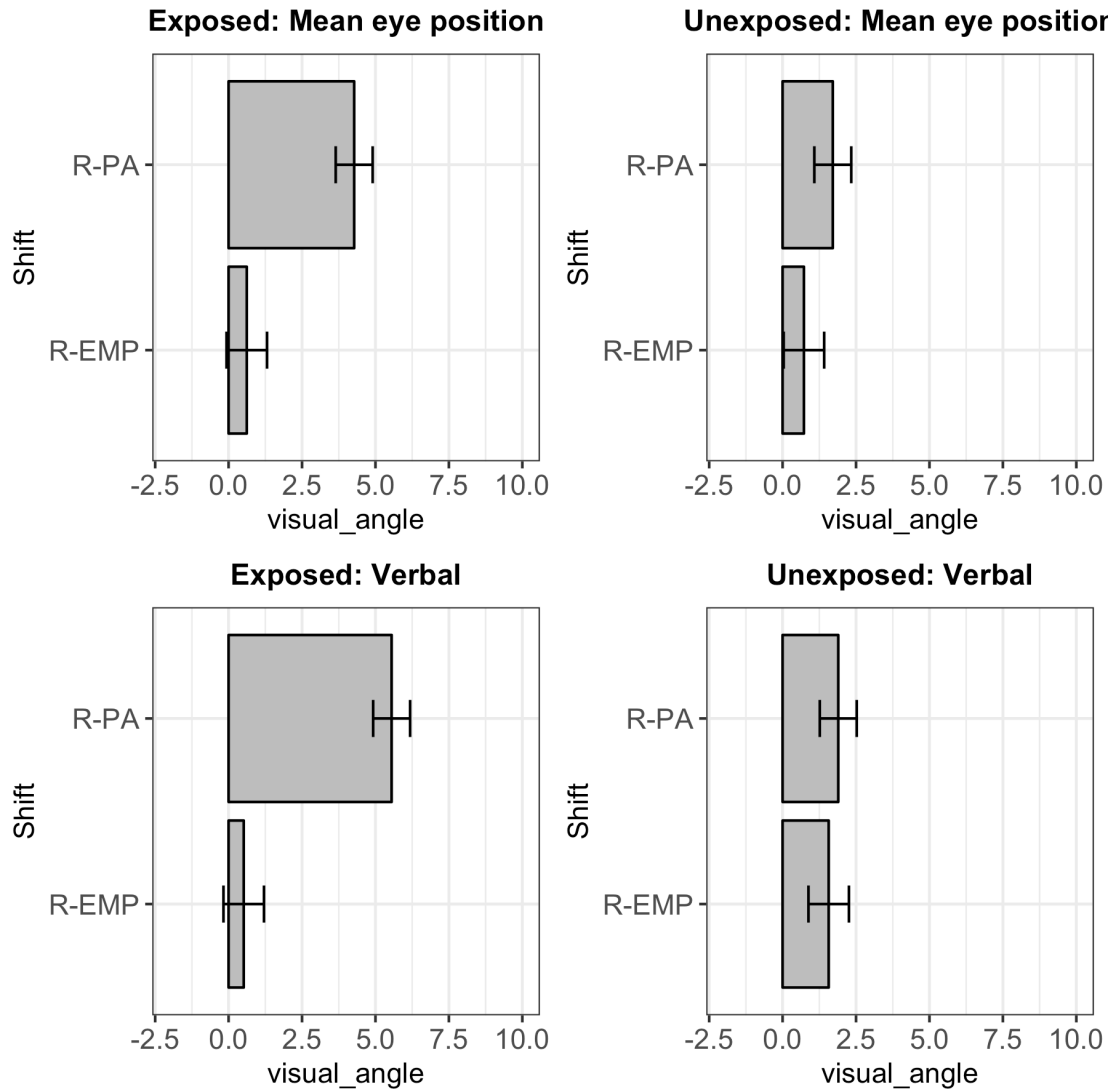 Exposed: Mean eye position
Shift
R-PA
R-EMP
-2.5 0.0 2.5 5.0 7.5 10.0
visual_angle
Unexposed: Mean eye position
Shift
R-PA
R-EMP
-2.5 0.0 2.5 5.0 7.5 10.0
visual_angle
Exposed: Verbal
Shift
R-PA
R-EMP
-2.5 0.0 2.5 5.0 7.5 10.0
visual_angle
Unexposed: Verbal
Shift
R-PA
R-EMP
-2.5 0.0 2.5 5.0 7.5 10.0
visual_angle